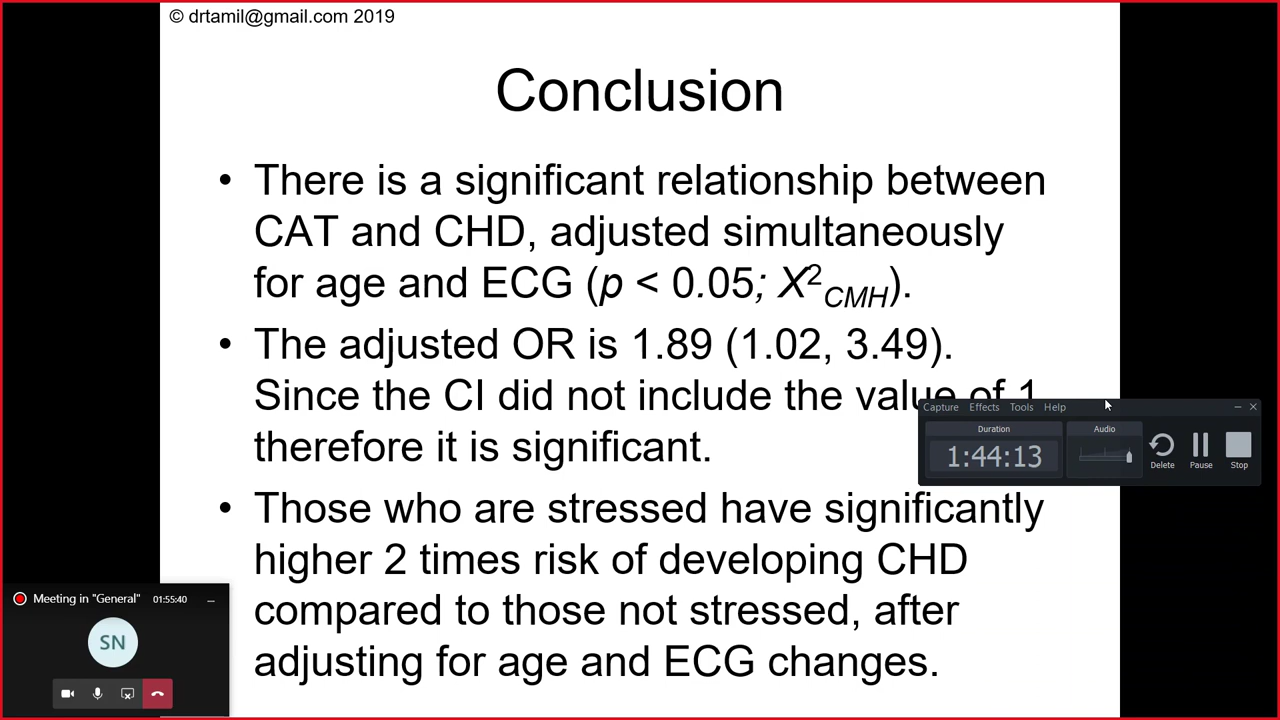 © drtamil@gmail.com 2019
Conclusion
• There is a significant relationship between
CAT and CHD, adjusted simultaneously
for age and ECG (p < 0.05; X²CMH).
• The adjusted OR is 1.89 (1.02, 3.49).
Since the CI did not include the value of 1
therefore it is significant.
• Those who are stressed have significantly
higher 2 times risk of developing CHD
compared to those not stressed, after
adjusting for age and ECG changes.
Capture Effects Tools Help
Duration
Audio
1:44:13
Delete Pause Stop
Meeting in "General" 01:55:40
SN